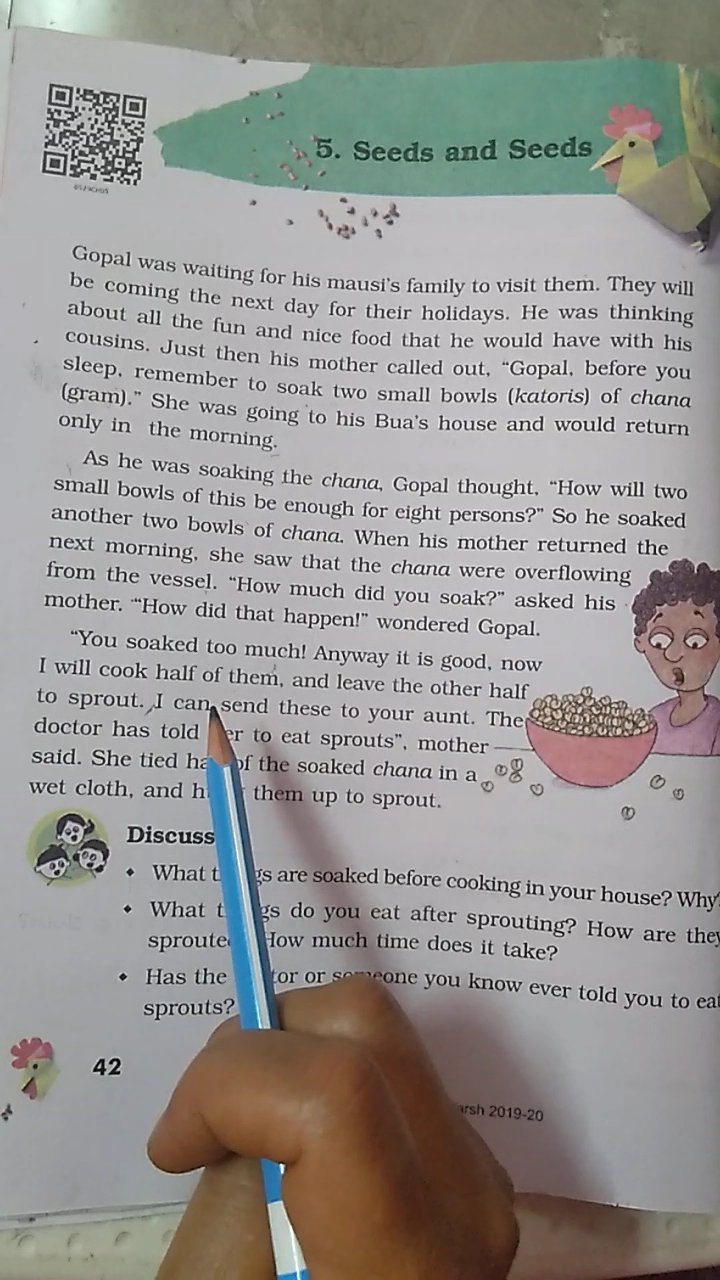 5. Seeds and Seeds
Gopal was waiting for his mausi's family to visit them. They will
be coming the next day for their holidays. He was thinking
about all the fun and nice food that he would have with his
cousins. Just then his mother called out, "Gopal, before you
sleep, remember to soak two small bowls (katoris) of chana
(gram)." She was going to his Bua's house and would return
only in the morning.
As he was soaking the chana, Gopal thought, "How will two
small bowls of this be enough for eight persons?" So he soaked
another two bowls of chana. When his mother returned the
next morning, she saw that the chana were overflowing
from the vessel. "How much did you soak?" asked his
mother. "How did that happen!" wondered Gopal.
"You soaked too much! Anyway it is good, now
I will cook half of them, and leave the other half
to sprout. I can send these to your aunt. The
doctor has told er to eat sprouts", mother
said. She tied ha of the soaked chana in a
wet cloth, and h them up to sprout.
Discuss
• What t gs are soaked before cooking in your house? Why?
• What t gs do you eat after sprouting? How are they
sproute How much time does it take?
• Has the tor or someone you know ever told you to eat
sprouts?
42
arsh 2019-20